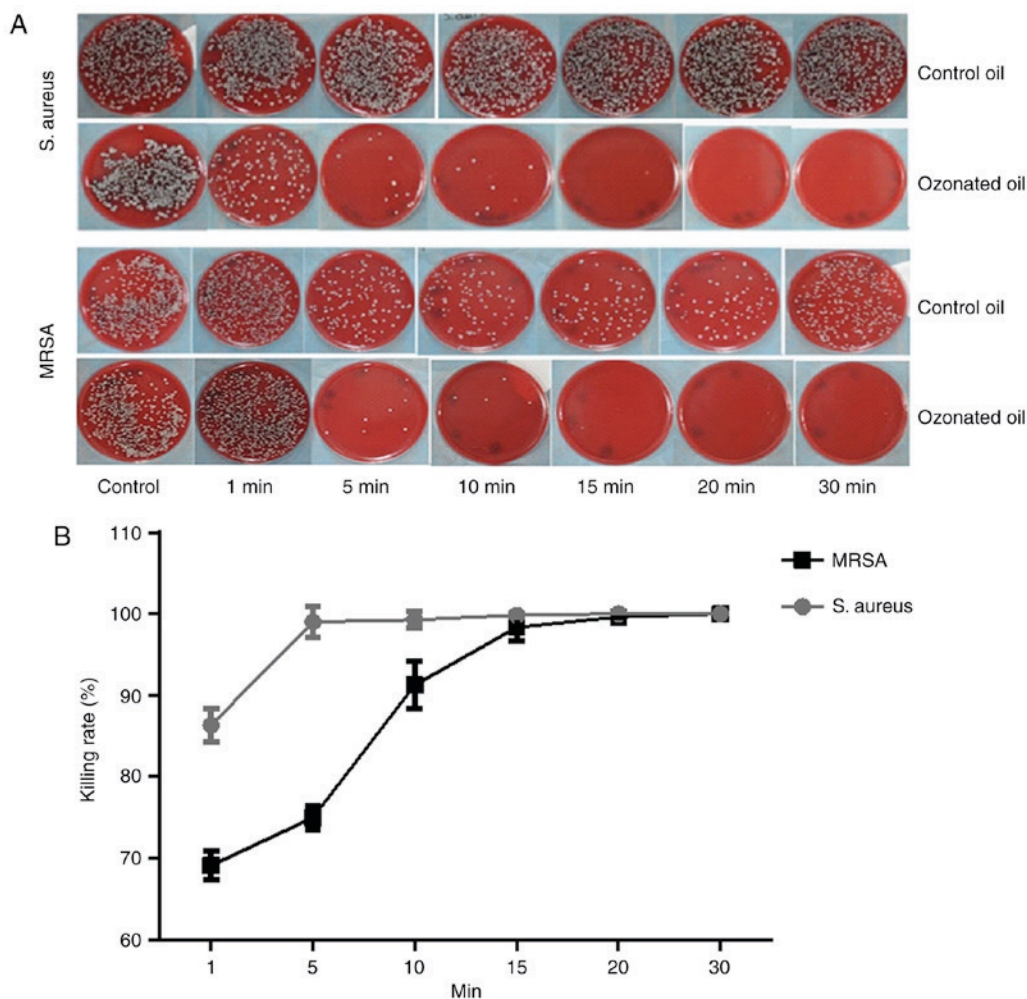 A
S. aureus
Control oil
Ozonated oil
MRSA
Control oil
Ozonated oil
Control 1 min 5 min 10 min 15 min 20 min 30 min
B
110
100
90
80
70
60
Killing rate (%)
1 5 10 15 20 30
Min
MRSA
S. aureus